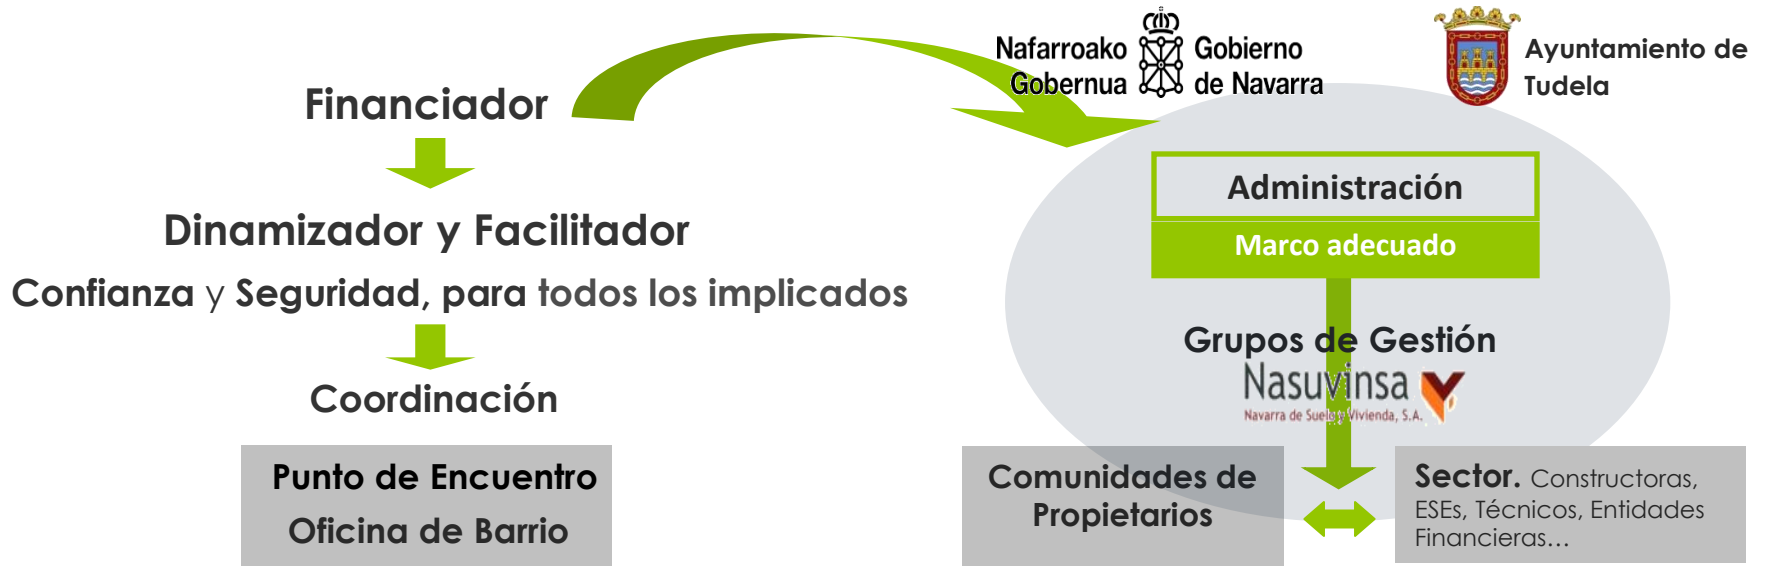 Financiador
Dinamizador y Facilitador
Confianza y Seguridad, para todos los implicados
Coordinación
Punto de Encuentro
Oficina de Barrio
Nafarroako
Gobernua
Gobierno
de Navarra
Ayuntamiento de
Tudela
Administración
Marco adecuado
Grupos de Gestión
Nasuvinsa
Navarra de Suelo y Vivienda, S.A.
Comunidades de
Propietarios
Sector. Constructoras,
ESEs, Técnicos, Entidades
Financieras...